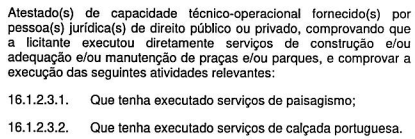 Atestado(s) de capacidade técnico-operacional fornecido(s) por
pessoa(s) jurídica(s) de direito público ou privado, comprovando que
a licitante executou diretamente serviços de construção e/ou
adequação e/ou manutenção de praças e/ou parques, e comprovar a
execução das seguintes atividades relevantes:
16.1.2.3.1. Que tenha executado serviços de paisagismo;
16.1.2.3.2. Que tenha executado serviços de calçada portuguesa.